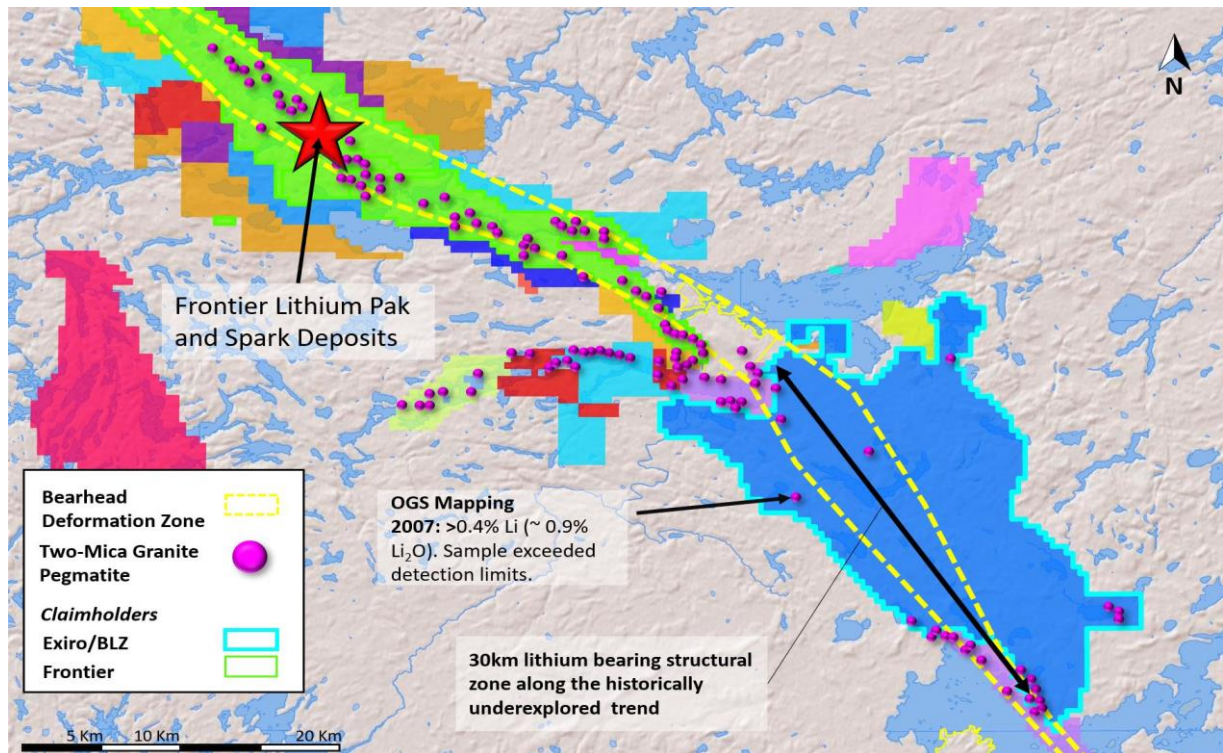 N
Frontier Lithium Pak
and Spark Deposits
OGS Mapping
2007: >0.4% Li (~ 0.9%
Li₂O). Sample exceeded
detection limits.
30km lithium bearing structural
zone along the historically
underexplored trend
Bearhead
Deformation Zone
Two-Mica Granite
Pegmatite
Claimholders
Exiro/BLZ
Frontier
5 Km 10 Km 20 Km